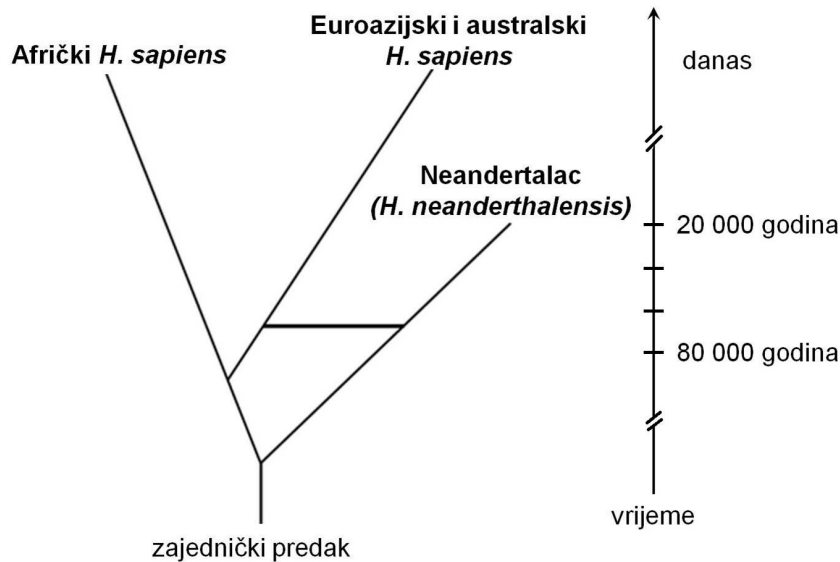 Afrički H. sapiens
Euroazijski i australski
H. sapiens
Neandertalac
(H. neanderthalensis)
danas
20 000 godina
80 000 godina
vrijeme
zajednički predak